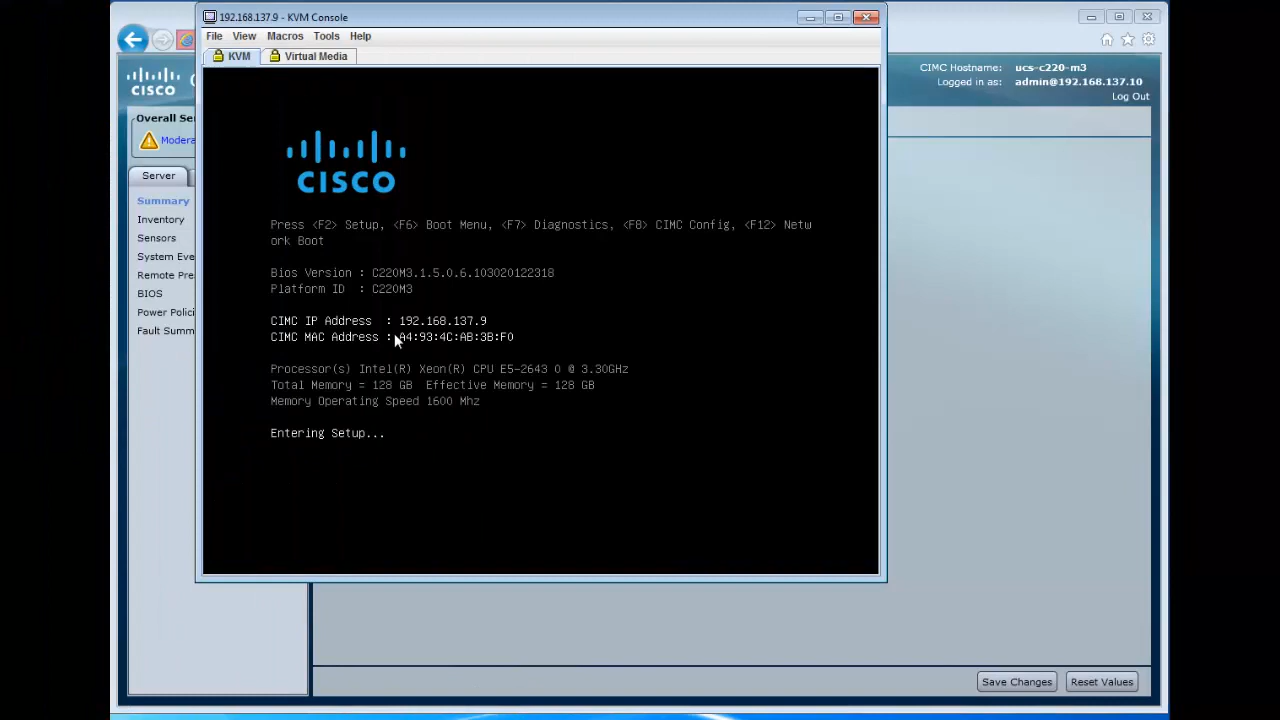 192.168.137.9 - KVM Console
File View Macros Tools Help
KVM Virtual Media
CISCO
CIMC Hostname: ucs-c220-m3
Logged in as: admin@192.168.137.10
Log Out
Overall Se
Modera
Server
Summary
Inventory
Sensors
System Eve
Remote Pre
BIOS
Power Polici
Fault Summ
CISCO
Press <F2> Setup, <F6> Boot Menu, <F7> Diagnostics, <F8> CIMC Config, <F12> Netw
ork Boot
Bios Version : C220M3.1.5.0.6.103020122318
Platform ID : C220M3
CIMC IP Address : 192.168.137.9
CIMC MAC Address : A4:93:4C:AB:3B:F0
Processor(s) Intel(R) Xeon(R) CPU E5-2643 0 @ 3.30GHz
Total Memory = 128 GB Effective Memory = 128 GB
Memory Operating Speed 1600 Mhz
Entering Setup...
Save Changes Reset Values